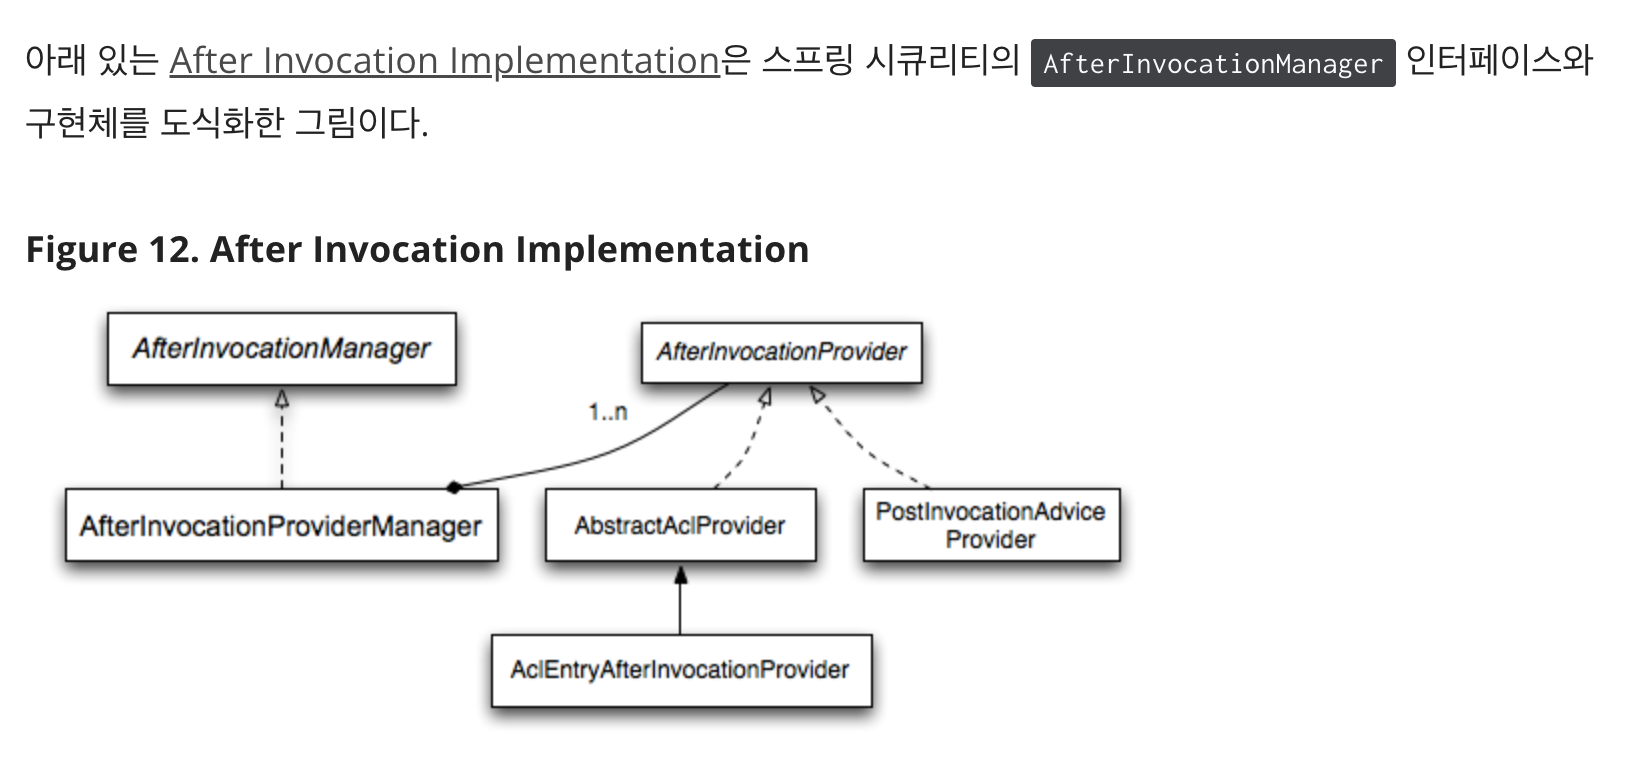 아래 있는 After Invocation Implementation은 스프링 시큐리티의 AfterInvocationManager 인터페이스와
구현체를 도식화한 그림이다.
Figure 12. After Invocation Implementation
AfterInvocationManager
AfterInvocationProvider
1..n
AfterInvocationProviderManager
AbstractAclProvider
PostInvocationAdvice
Provider
AclEntryAfterInvocationProvider